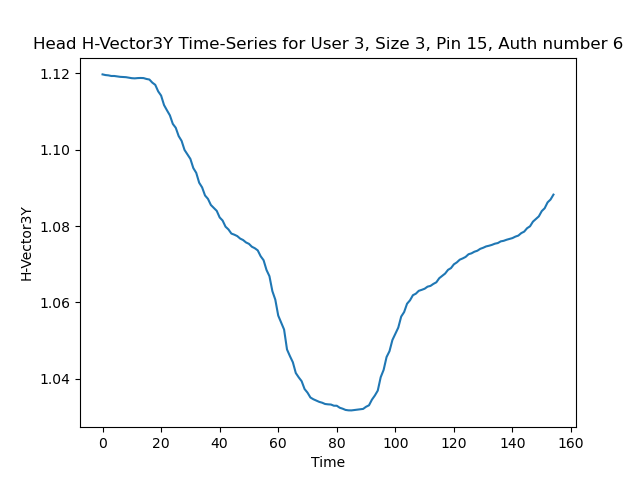 Head H-Vector3Y Time-Series for User 3, Size 3, Pin 15, Auth number 6
1.12
1.10
1.08
1.06
1.04
H-Vector3Y
0 20 40 60 80 100 120 140 160
Time